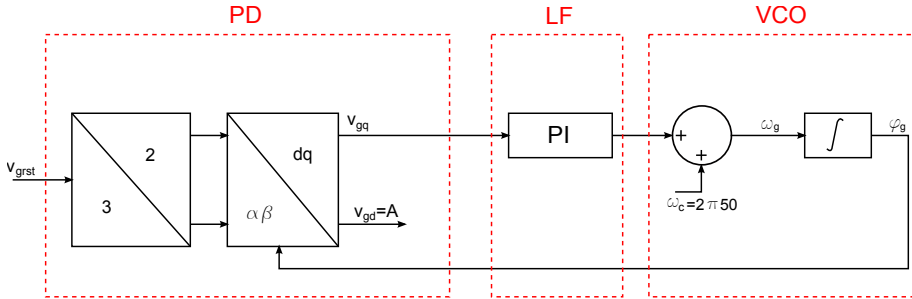 PD
LF
VCO
v_grst
3
2
αβ
dq
v_gq
v_gd=A
PI
+
+
ω_c=2π50
ω_g
∫
φ_g